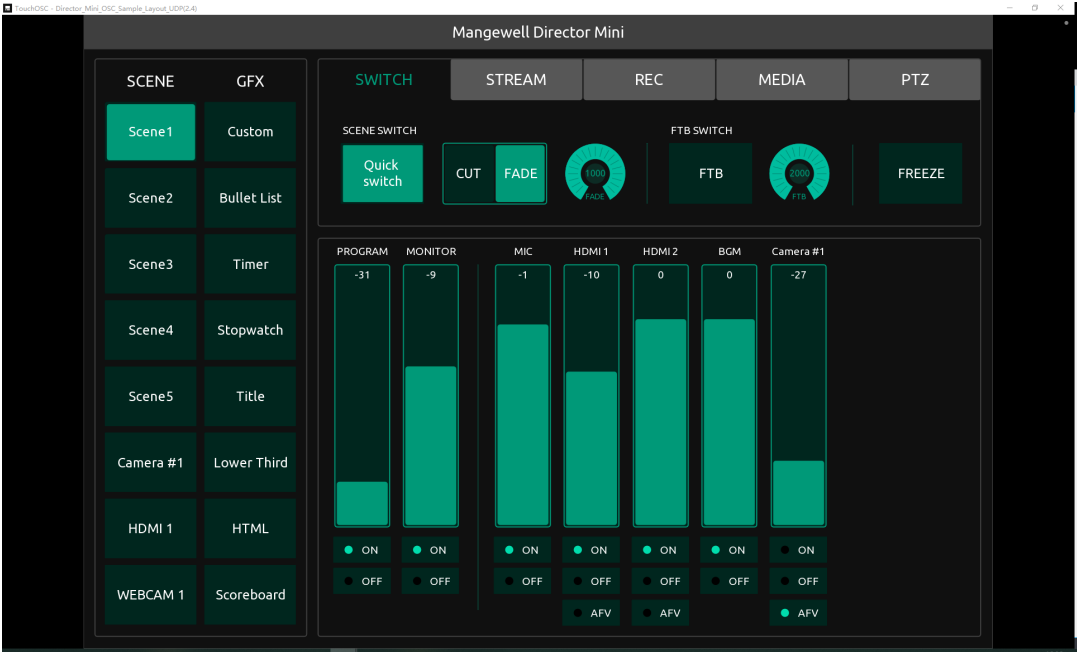 TouchOSC - Director_Mini_OSC_Sample_Layout_UDP(2.4)
Mangewell Director Mini
SCENE GFX
Scene1 Custom
Scene2 Bullet List
Scene3 Timer
Scene4 Stopwatch
Scene5 Title
Camera #1 Lower Third
HDMI 1 HTML
WEBCAM 1 Scoreboard
SWITCH STREAM REC MEDIA PTZ
SCENE SWITCH FTB SWITCH
Quick
switch
CUT FADE 1000 FADE FTB 2000 FTB FREEZE
PROGRAM MONITOR MIC HDMI 1 HDMI 2 BGM Camera #1
-31 -9 -1 -10 0 0 -27
ON ON ON ON ON ON ON
OFF OFF OFF OFF OFF OFF OFF
AFV AFV AFV